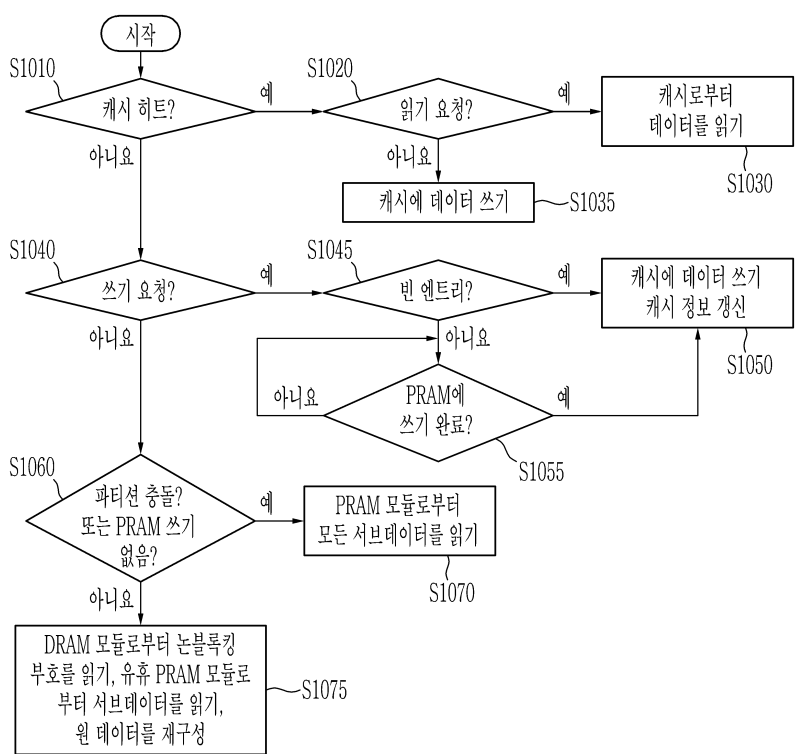 시작
S1010
캐시 히트?
예
아니요
S1020
읽기 요청?
예
아니요
캐시로부터
데이터를 읽기
S1030
캐시에 데이터 쓰기
S1035
S1040
쓰기 요청?
예
아니요
S1045
빈 엔트리?
예
아니요
캐시에 데이터 쓰기
캐시 정보 갱신
S1050
PRAM에
쓰기 완료?
아니요
예
S1055
S1060
파티션 충돌?
또는 PRAM 쓰기
없음?
예
아니요
PRAM 모듈로부터
모든 서브데이터를 읽기
S1070
DRAM 모듈로부터 논블록킹
부호를 읽기, 유휴 PRAM 모듈로
부터 서브데이터를 읽기,
원 데이터를 재구성
S1075